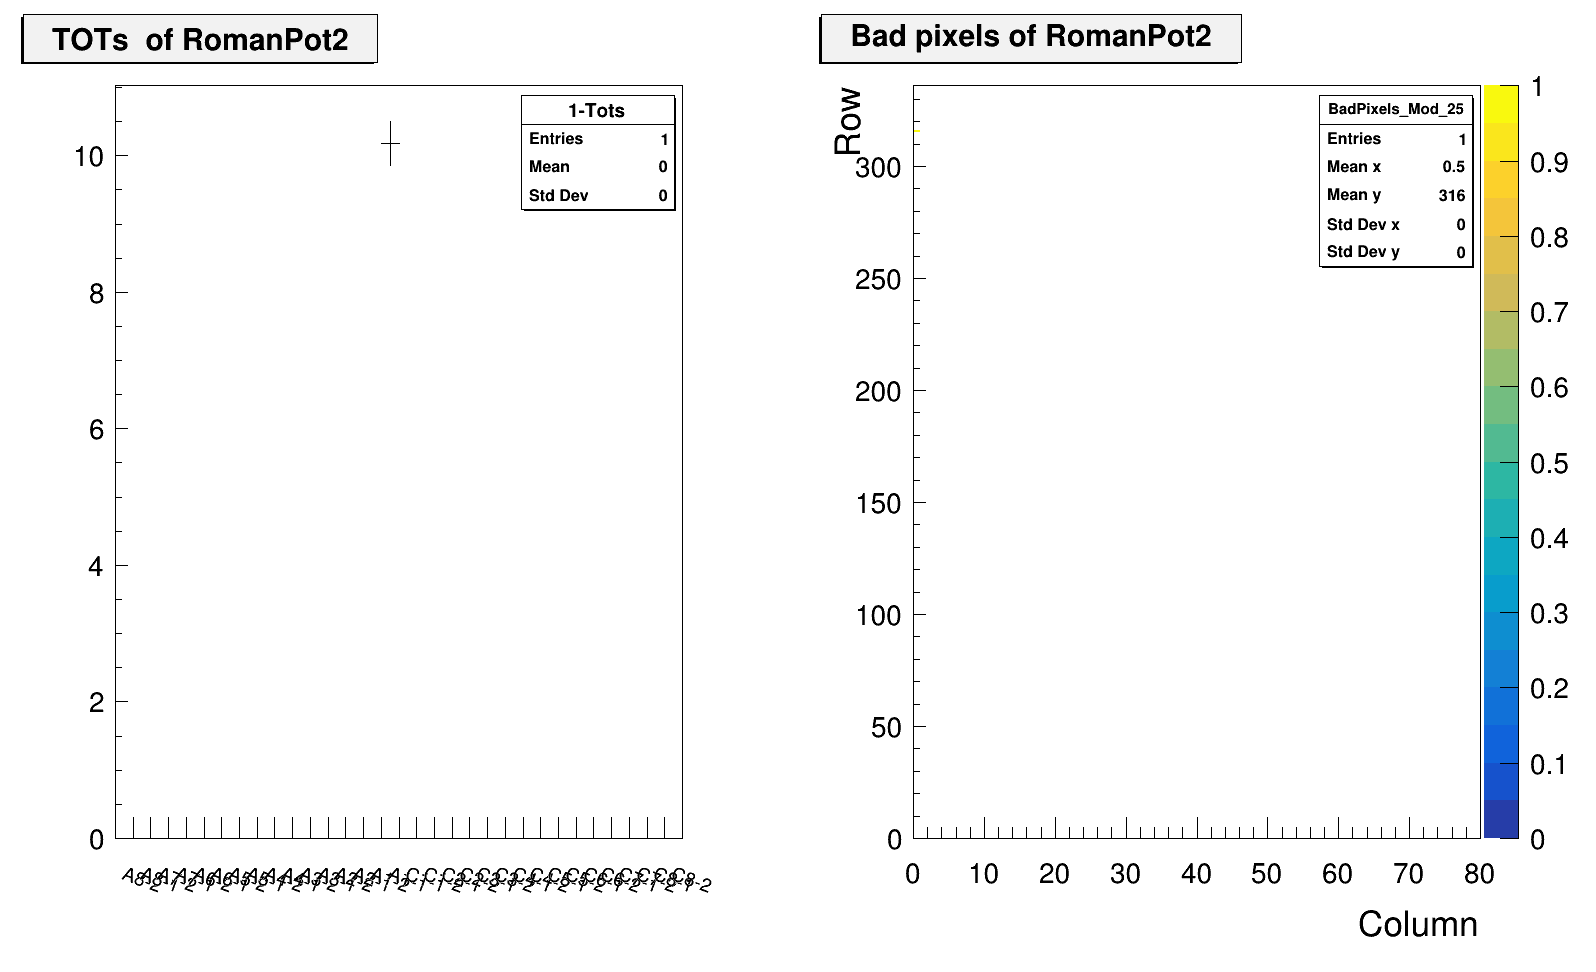 TOTs of RomanPot2
1-Tots
Entries 1
Mean 0
Std Dev 0
10
8
6
4
2
0
Bad pixels of RomanPot2
Row
BadPixels_Mod_25
Entries 1
Mean x 0.5
Mean y 316
Std Dev x 0
Std Dev y 0
300
250
200
150
100
50
0
0 10 20 30 40 50 60 70 80
Column
1
0.9
0.8
0.7
0.6
0.5
0.4
0.3
0.2
0.1
0